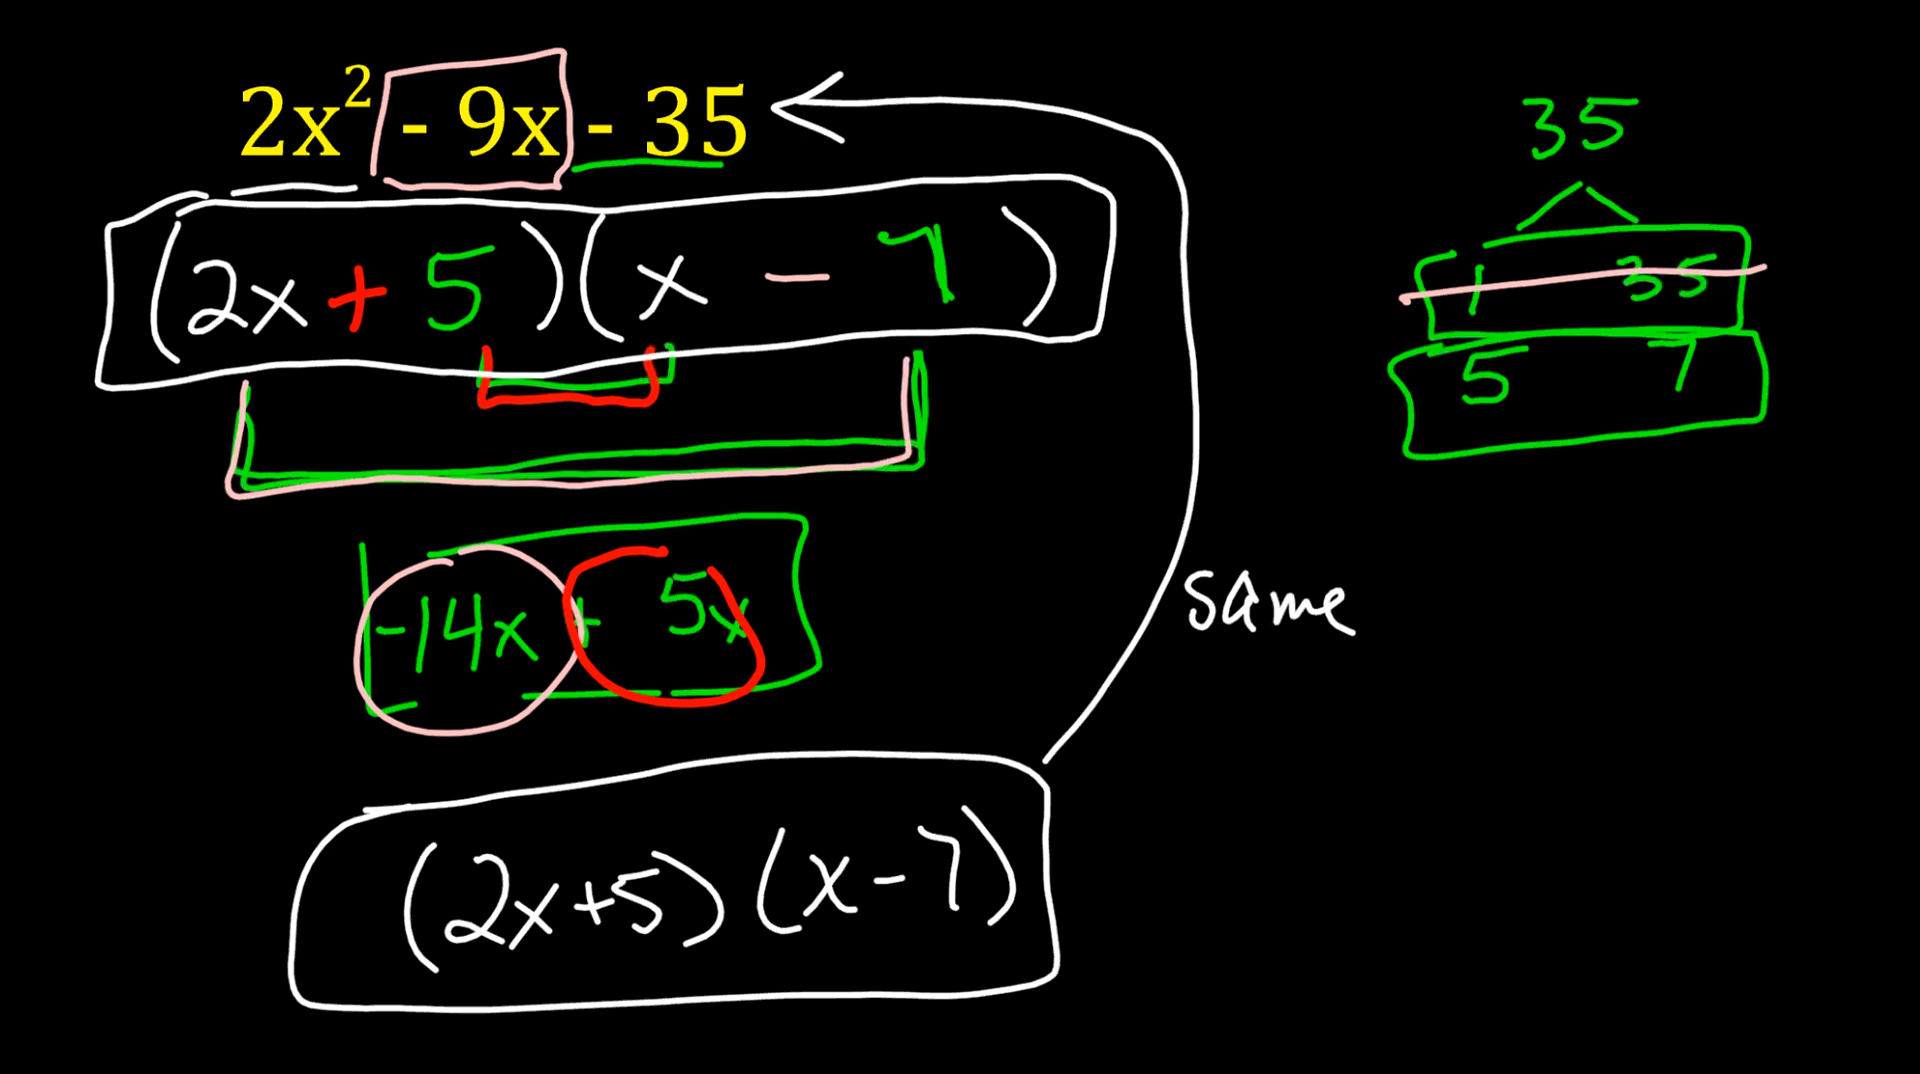 2x² - 9x - 35
(2x + 5)(x - 7)
-14x + 5x
(2x+5)(x-7)
same
35
1 35
5 7